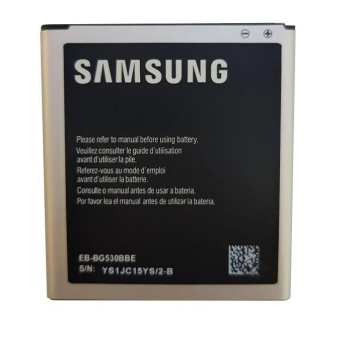 SAMSUNG
Please refer to manual before using battery.
Veuillez consulter le guide d'utilisation
avant d'utiliser la pile.
Referez-vous au mode d'emploi
avant d'utiliser la batterie.
Consulte o manual antes de usar a bateria.
Por favor lea el manual antes de utilizar la bateria.
EB-BG530BBE
S/N: YS1JC15YS/2-B